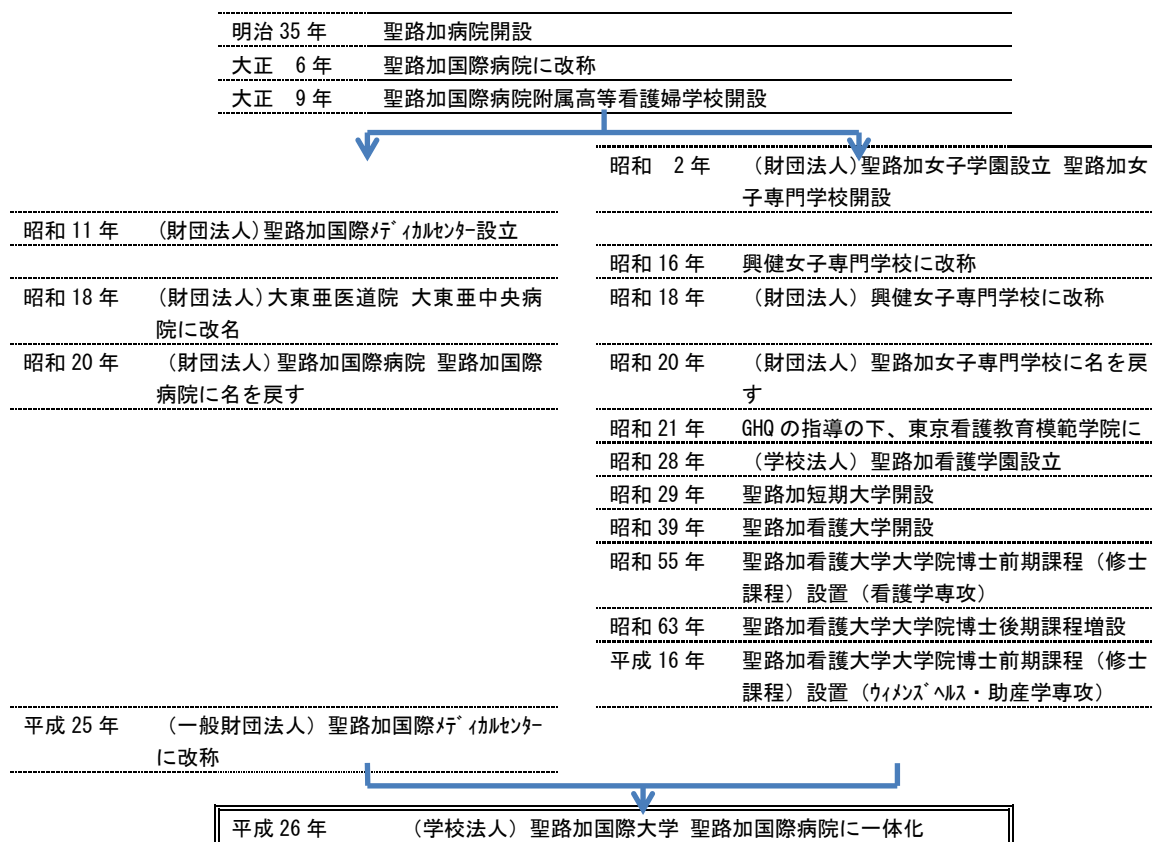 明治 35 年 聖路加病院開設
大正 6 年 聖路加国際病院に改称
大正 9 年 聖路加国際病院附属高等看護婦学校開設
昭和 2 年 （財団法人）聖路加女子学園設立 聖路加女
子専門学校開設
昭和 11 年 （財団法人）聖路加国際ﾒﾃﾞｨｶﾙｾﾝﾀｰ設立
昭和 16 年 興健女子専門学校に改称
昭和 18 年 （財団法人）大東亜医道院 大東亜中央病
院に改名
昭和 18 年 （財団法人）興健女子専門学校に改称
昭和 20 年 （財団法人）聖路加国際病院 聖路加国際
病院に名を戻す
昭和 20 年 （財団法人）聖路加女子専門学校に名を戻
す
昭和 21 年 GHQ の指導の下、東京看護教育模範学院に
昭和 28 年 （学校法人）聖路加看護学園設立
昭和 29 年 聖路加短期大学開設
昭和 39 年 聖路加看護大学開設
昭和 55 年 聖路加看護大学大学院博士前期課程（修士
課程）設置（看護学専攻）
昭和 63 年 聖路加看護大学大学院博士後期課程増設
平成 16 年 聖路加看護大学大学院博士前期課程（修士
課程）設置（ｳｨﾒﾝｽﾞﾍﾙｽ・助産学専攻）
平成 25 年 （一般財団法人）聖路加国際ﾒﾃﾞｨｶﾙｾﾝﾀｰ
に改称
平成 26 年 （学校法人）聖路加国際大学 聖路加国際病院に一体化